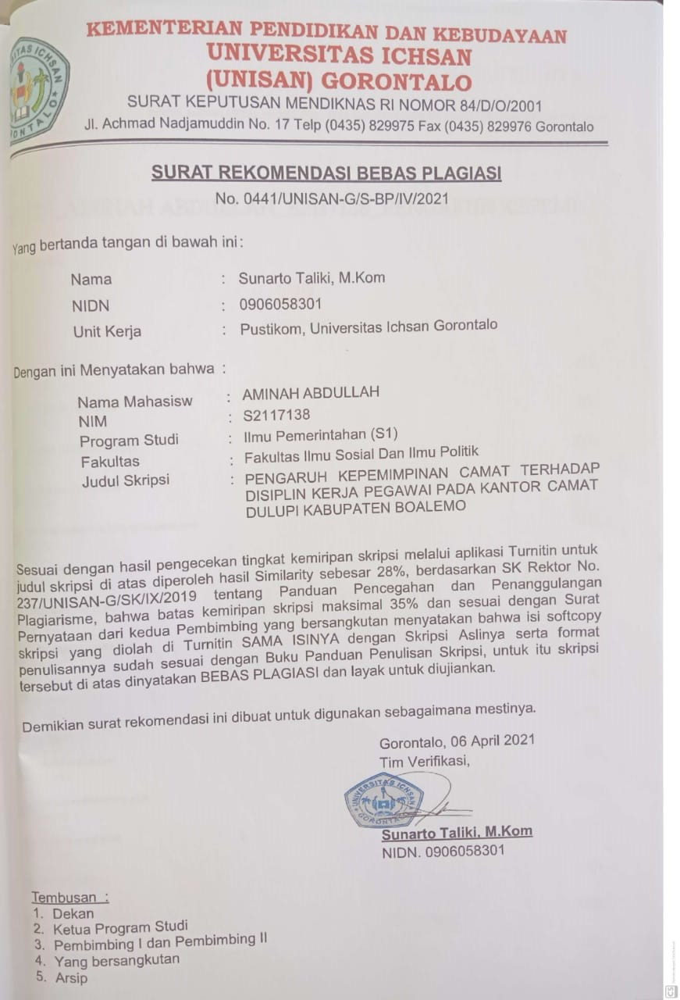 KEMENTERIAN PENDIDIKAN DAN KEBUDAYAAN
UNIVERSITAS ICHSAN
(UNISAN) GORONTALO
SURAT KEPUTUSAN MENDIKNAS RI NOMOR 84/D/O/2001
Jl. Achmad Nadjamuddin No. 17 Telp (0435) 829975 Fax (0435) 829976 Gorontalo
SURAT REKOMENDASI BEBAS PLAGIASI
No. 0441/UNISAN-G/S-BP/IV/2021
Yang bertanda tangan di bawah ini :
Nama : Sunarto Taliki, M.Kom
NIDN : 0906058301
Unit Kerja : Pustikom, Universitas Ichsan Gorontalo
Dengan ini Menyatakan bahwa :
Nama Mahasisw : AMINAH ABDULLAH
NIM : S2117138
Program Studi : Ilmu Pemerintahan (S1)
Fakultas : Fakultas Ilmu Sosial Dan Ilmu Politik
Judul Skripsi : PENGARUH KEPEMIMPINAN CAMAT TERHADAP
DISIPLIN KERJA PEGAWAI PADA KANTOR CAMAT
DULUPI KABUPATEN BOALEMO
Sesuai dengan hasil pengecekan tingkat kemiripan skripsi melalui aplikasi Turnitin untuk
judul skripsi di atas diperoleh hasil Similarity sebesar 28%, berdasarkan SK Rektor No.
237/UNISAN-G/SK/IX/2019 tentang Panduan Pencegahan dan Penanggulangan
Plagiarisme, bahwa batas kemiripan skripsi maksimal 35% dan sesuai dengan Surat
Pernyataan dari kedua Pembimbing yang bersangkutan menyatakan bahwa isi softcopy
skripsi yang diolah di Turnitin SAMA ISINYA dengan Skripsi Aslinya serta format
penulisannya sudah sesuai dengan Buku Panduan Penulisan Skripsi, untuk itu skripsi
tersebut di atas dinyatakan BEBAS PLAGIASI dan layak untuk diujiankan.
Demikian surat rekomendasi ini dibuat untuk digunakan sebagaimana mestinya.
Gorontalo, 06 April 2021
Tim Verifikasi,
UNIVERSITAS ICHSAN
GORONTALO
Sunarto Taliki, M.Kom
NIDN. 0906058301
Tembusan :
1. Dekan
2. Ketua Program Studi
3. Pembimbing I dan Pembimbing II
4. Yang bersangkutan
5. Arsip
CS